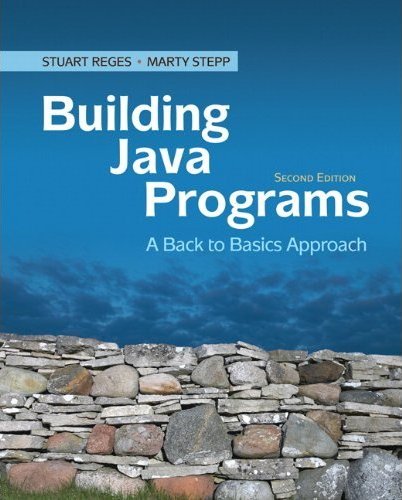 STUART REGES • MARTY STEPP
Building
Java
SECOND EDITION
Programs
A Back to Basics Approach